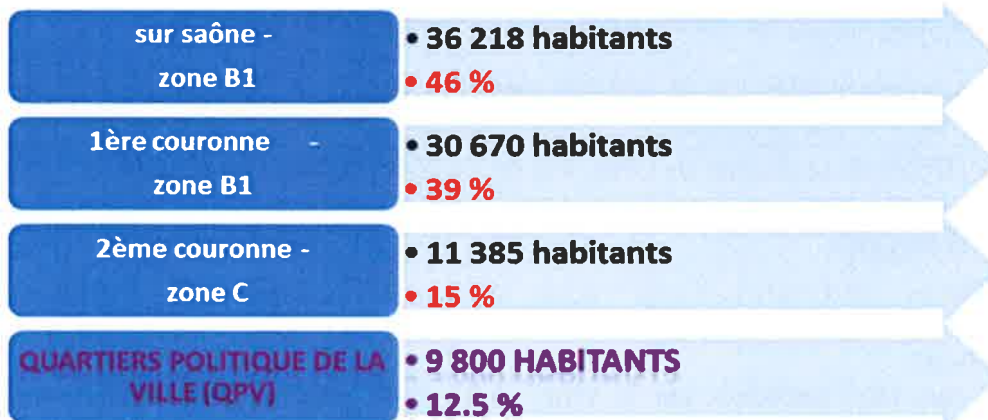 sur saône -
zone B1
• 36 218 habitants
• 46 %
1ère couronne -
zone B1
• 30 670 habitants
• 39 %
2ème couronne -
zone C
• 11 385 habitants
• 15 %
QUARTIERS POLITIQUE DE LA
VILLE (QPV)
• 9 800 HABITANTS
• 12.5 %